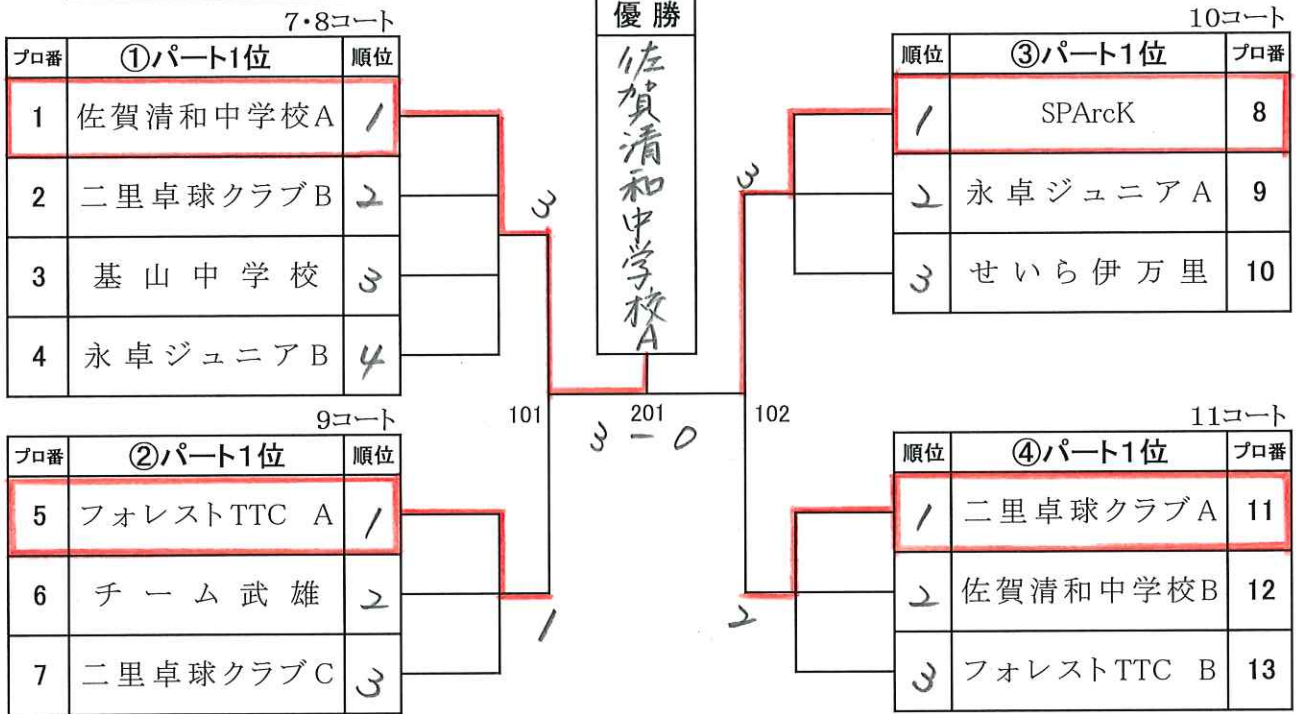 7・8コート
プロ番 ①パート1位 順位
1 佐賀清和中学校A 1
2 二里卓球クラブB 2
3 基山中学校 3
4 永卓ジュニアB 4
9コート
プロ番 ②パート1位 順位
5 フォレストTTC A 1
6 チーム武雄 2
7 二里卓球クラブC 3
優勝
佐賀清和中学校A
3
3
101
201
102
3-0
1
2
10コート
順位 ③パート1位 プロ番
1 SPArcK 8
2 永卓ジュニアA 9
3 せいら伊万里 10
11コート
順位 ④パート1位 プロ番
1 二里卓球クラブA 11
2 佐賀清和中学校B 12
3 フォレストTTC B 13